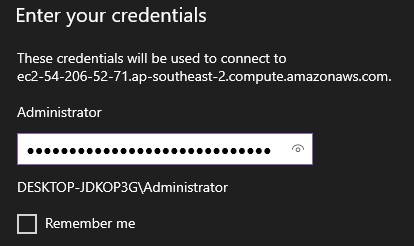 Enter your credentials
These credentials will be used to connect to
ec2-54-206-52-71.ap-southeast-2.compute.amazonaws.com.
Administrator
●●●●●●●●●●●●●●●●●●●●●●●●●●●●●
DESKTOP-JDKOP3G\Administrator
Remember me